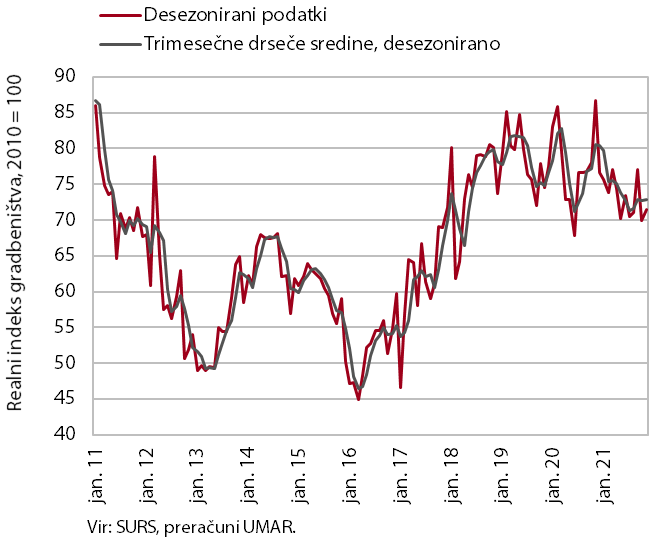 Desezonirani podatki
Trimesečne drseče sredine, desezonirano
Realni indeks gradbeništva, 2010 = 100
90
85
80
75
70
65
60
55
50
45
40
jan. 11
jan. 12
jan. 13
jan. 14
jan. 15
jan. 16
jan. 17
jan. 18
jan. 19
jan. 20
jan. 21
Vir: SURS, preračuni UMAR.